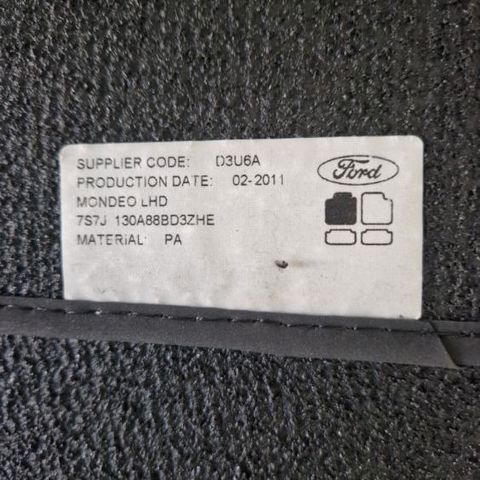 SUPPLIER CODE: D3U6A
PRODUCTION DATE: 02-2011
MONDEO LHD
7S7J 130A88BD3ZHE
MATERIAL: PA
Ford